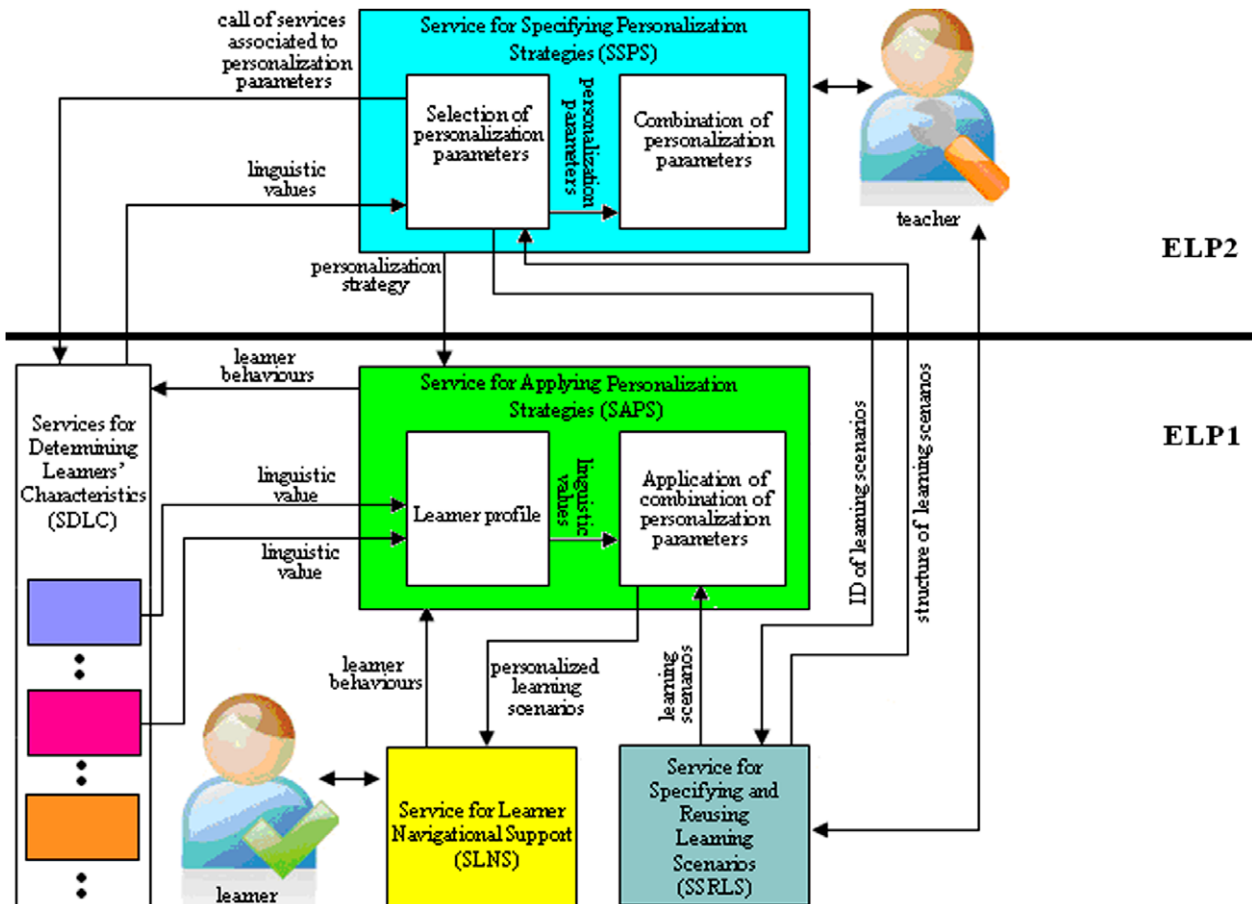 call of services
associated to
personalization
parameters
Service for Specifying Personalization
Strategies (SSPS)
Selection of
personalization
parameters
personalization
parameters
Combination of
personalization
parameters
linguistic
values
teacher
ELP2
personalization
strategy
learner
behaviours
Service for Applying Personalization
Strategies (SAPS)
ELP1
Services for
Determining
Learners'
Characteristics
(SDLC)
linguistic
value
linguistic
value
Learner profile
linguistic
values
Application of
combination of
personalization
parameters
ID of learning scenarios
structure of learning scenarios
learner
behaviours
personalized
learning
scenarios
learning
scenarios
Service for Learner
Navigational Support
(SLNS)
Service for
Specifying and
Reusing
Learning
Scenarios
(SSRLS)
learner